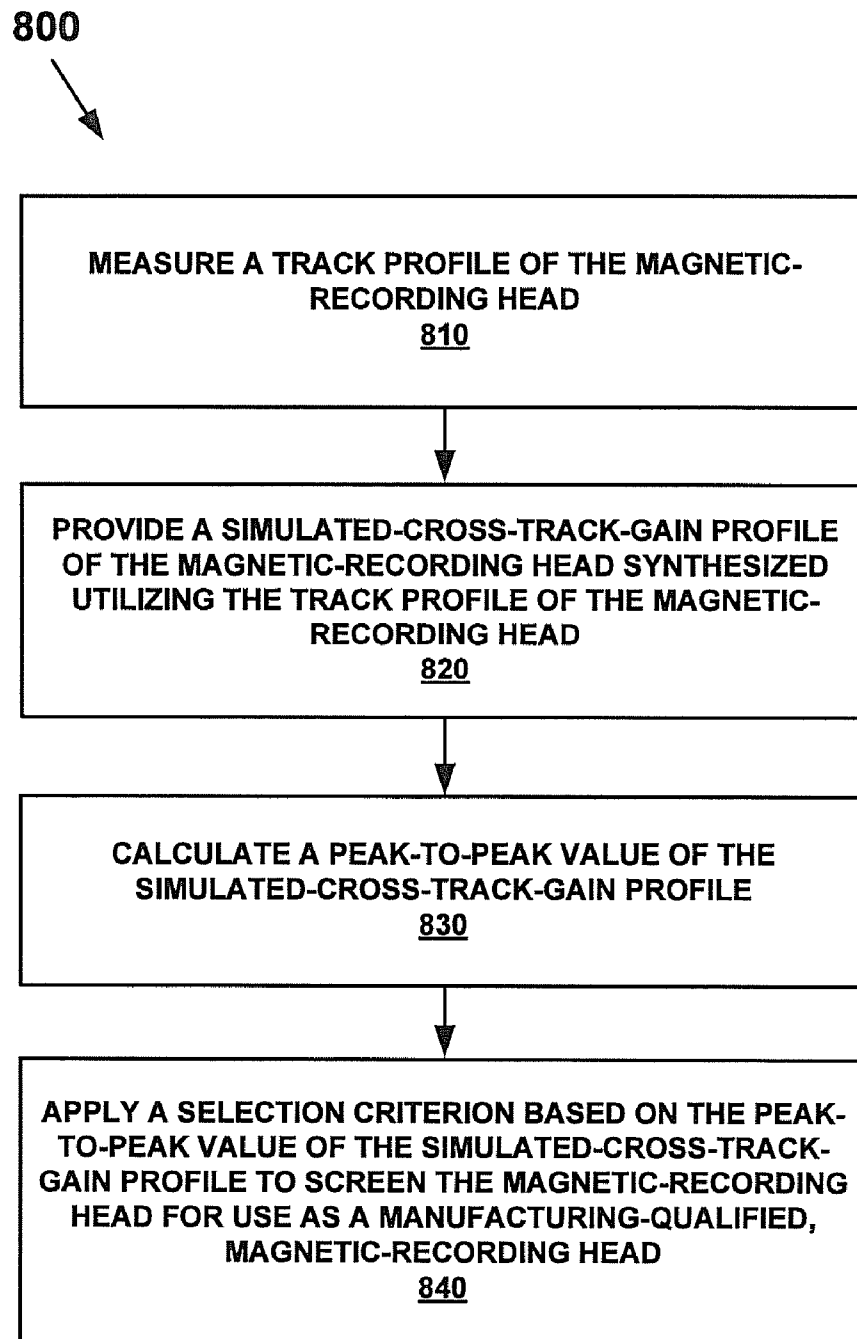 800
MEASURE A TRACK PROFILE OF THE MAGNETIC-
RECORDING HEAD
810
PROVIDE A SIMULATED-CROSS-TRACK-GAIN PROFILE
OF THE MAGNETIC-RECORDING HEAD SYNTHESIZED
UTILIZING THE TRACK PROFILE OF THE MAGNETIC-
RECORDING HEAD
820
CALCULATE A PEAK-TO-PEAK VALUE OF THE
SIMULATED-CROSS-TRACK-GAIN PROFILE
830
APPLY A SELECTION CRITERION BASED ON THE PEAK-
TO-PEAK VALUE OF THE SIMULATED-CROSS-TRACK-
GAIN PROFILE TO SCREEN THE MAGNETIC-RECORDING
HEAD FOR USE AS A MANUFACTURING-QUALIFIED,
MAGNETIC-RECORDING HEAD
840